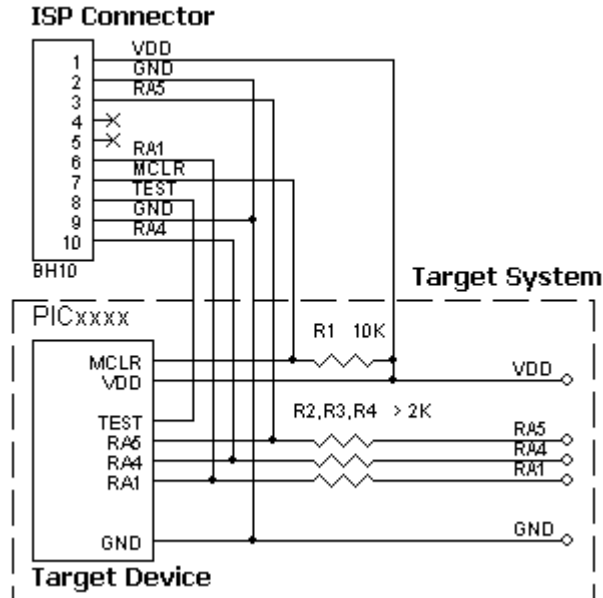 ISP Connector
1 VDD
2 GND
3 RA5
4
5
6 RA1
7 MCLR
8 TEST
9 GND
10 RA4
BH10
Target System
PICxxxx
R1 10K
MCLR
VDD
VDD
R2,R3,R4 > 2K
TEST
RA5
RA5
RA4
RA4
RA1
RA1
GND
GND
Target Device